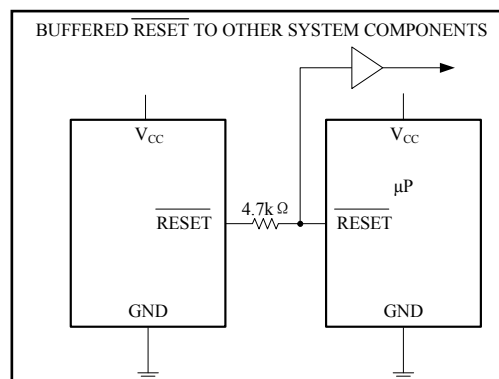 BUFFERED RESET TO OTHER SYSTEM COMPONENTS
VCC
RESET
GND
4.7kΩ
VCC
μP
RESET
GND